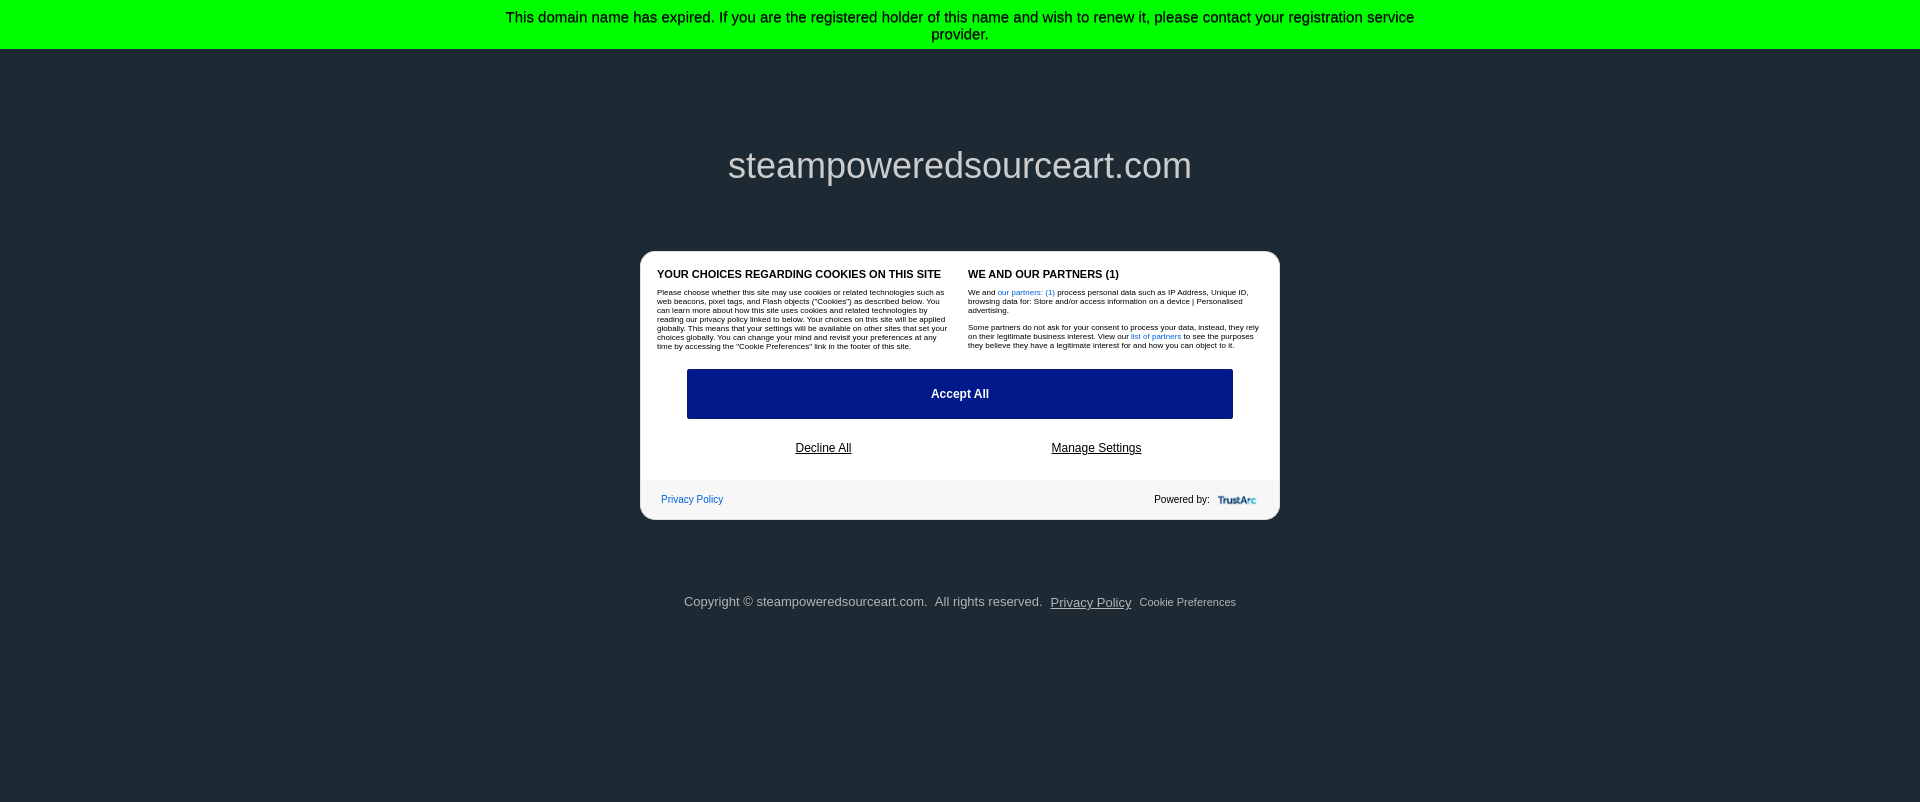 This domain name has expired. If you are the registered holder of this name and wish to renew it, please contact your registration service
provider.
steampoweredsourceart.com
YOUR CHOICES REGARDING COOKIES ON THIS SITE
Please choose whether this site may use cookies or related technologies such as
web beacons, pixel tags, and Flash objects ("Cookies") as described below. You
can learn more about how this site uses cookies and related technologies by
reading our privacy policy linked to below. Your choices on this site will be applied
globally. This means that your settings will be available on other sites that set your
choices globally. You can change your mind and revisit your preferences at any
time by accessing the "Cookie Preferences" link in the footer of this site.
WE AND OUR PARTNERS (1)
We and our partners: (1) process personal data such as IP Address, Unique ID,
browsing data for: Store and/or access information on a device | Personalised
advertising.
Some partners do not ask for your consent to process your data, instead, they rely
on their legitimate business interest. View our list of partners to see the purposes
they believe they have a legitimate interest for and how you can object to it.
Accept All
Decline All
Manage Settings
Privacy Policy
Powered by: TrustArc
Copyright © steampoweredsourceart.com. All rights reserved. Privacy Policy Cookie Preferences